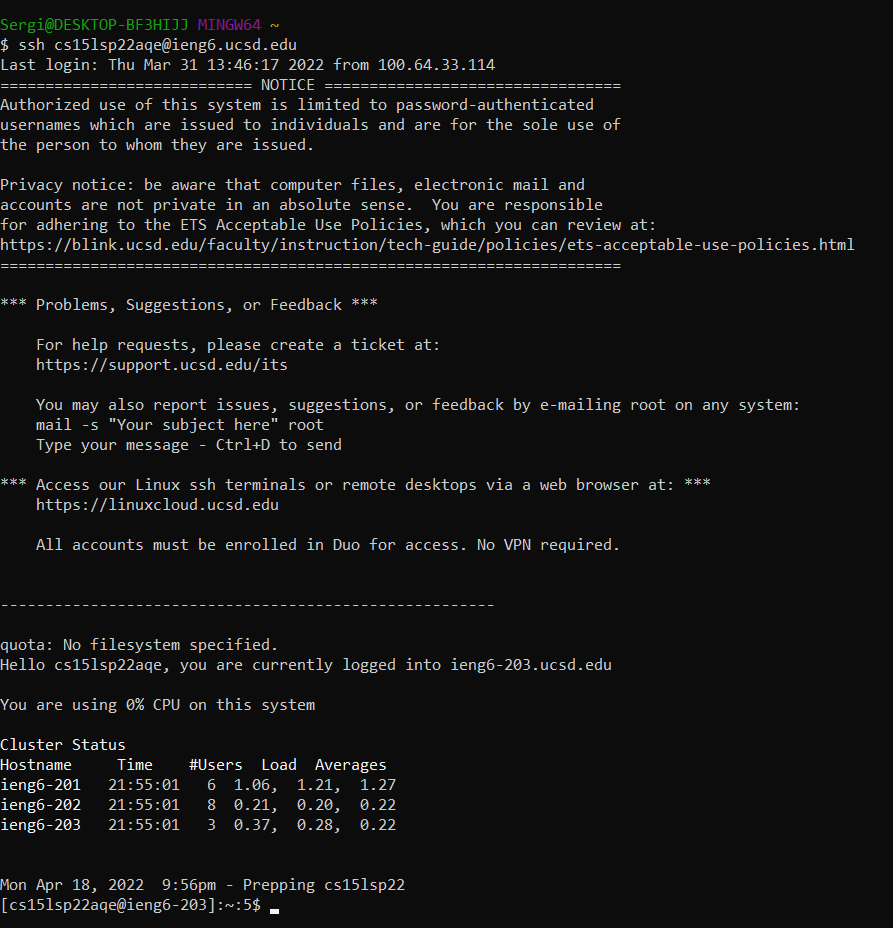 Sergi@DESKTOP-BF3HIJJ MINGW64 ~
$ ssh cs15lsp22aqe@ieng6.ucsd.edu
Last login: Thu Mar 31 13:46:17 2022 from 100.64.33.114
============================ NOTICE =================================
Authorized use of this system is limited to password-authenticated
usernames which are issued to individuals and are for the sole use of
the person to whom they are issued.

Privacy notice: be aware that computer files, electronic mail and
accounts are not private in an absolute sense.  You are responsible
for adhering to the ETS Acceptable Use Policies, which you can review at:
https://blink.ucsd.edu/faculty/instruction/tech-guide/policies/ets-acceptable-use-policies.html
=====================================================================

*** Problems, Suggestions, or Feedback ***

    For help requests, please create a ticket at:
    https://support.ucsd.edu/its

    You may also report issues, suggestions, or feedback by e-mailing root on any system:
    mail -s "Your subject here" root
    Type your message - Ctrl+D to send

*** Access our Linux ssh terminals or remote desktops via a web browser at: ***
    https://linuxcloud.ucsd.edu

    All accounts must be enrolled in Duo for access. No VPN required.


-------------------------------------------------------

quota: No filesystem specified.
Hello cs15lsp22aqe, you are currently logged into ieng6-203.ucsd.edu

You are using 0% CPU on this system

Cluster Status
Hostname     Time    #Users  Load  Averages
ieng6-201   21:55:01   6  1.06,  1.21,  1.27
ieng6-202   21:55:01   8  0.21,  0.20,  0.22
ieng6-203   21:55:01   3  0.37,  0.28,  0.22


Mon Apr 18, 2022  9:56pm - Prepping cs15lsp22
[cs15lsp22aqe@ieng6-203]:~:5$